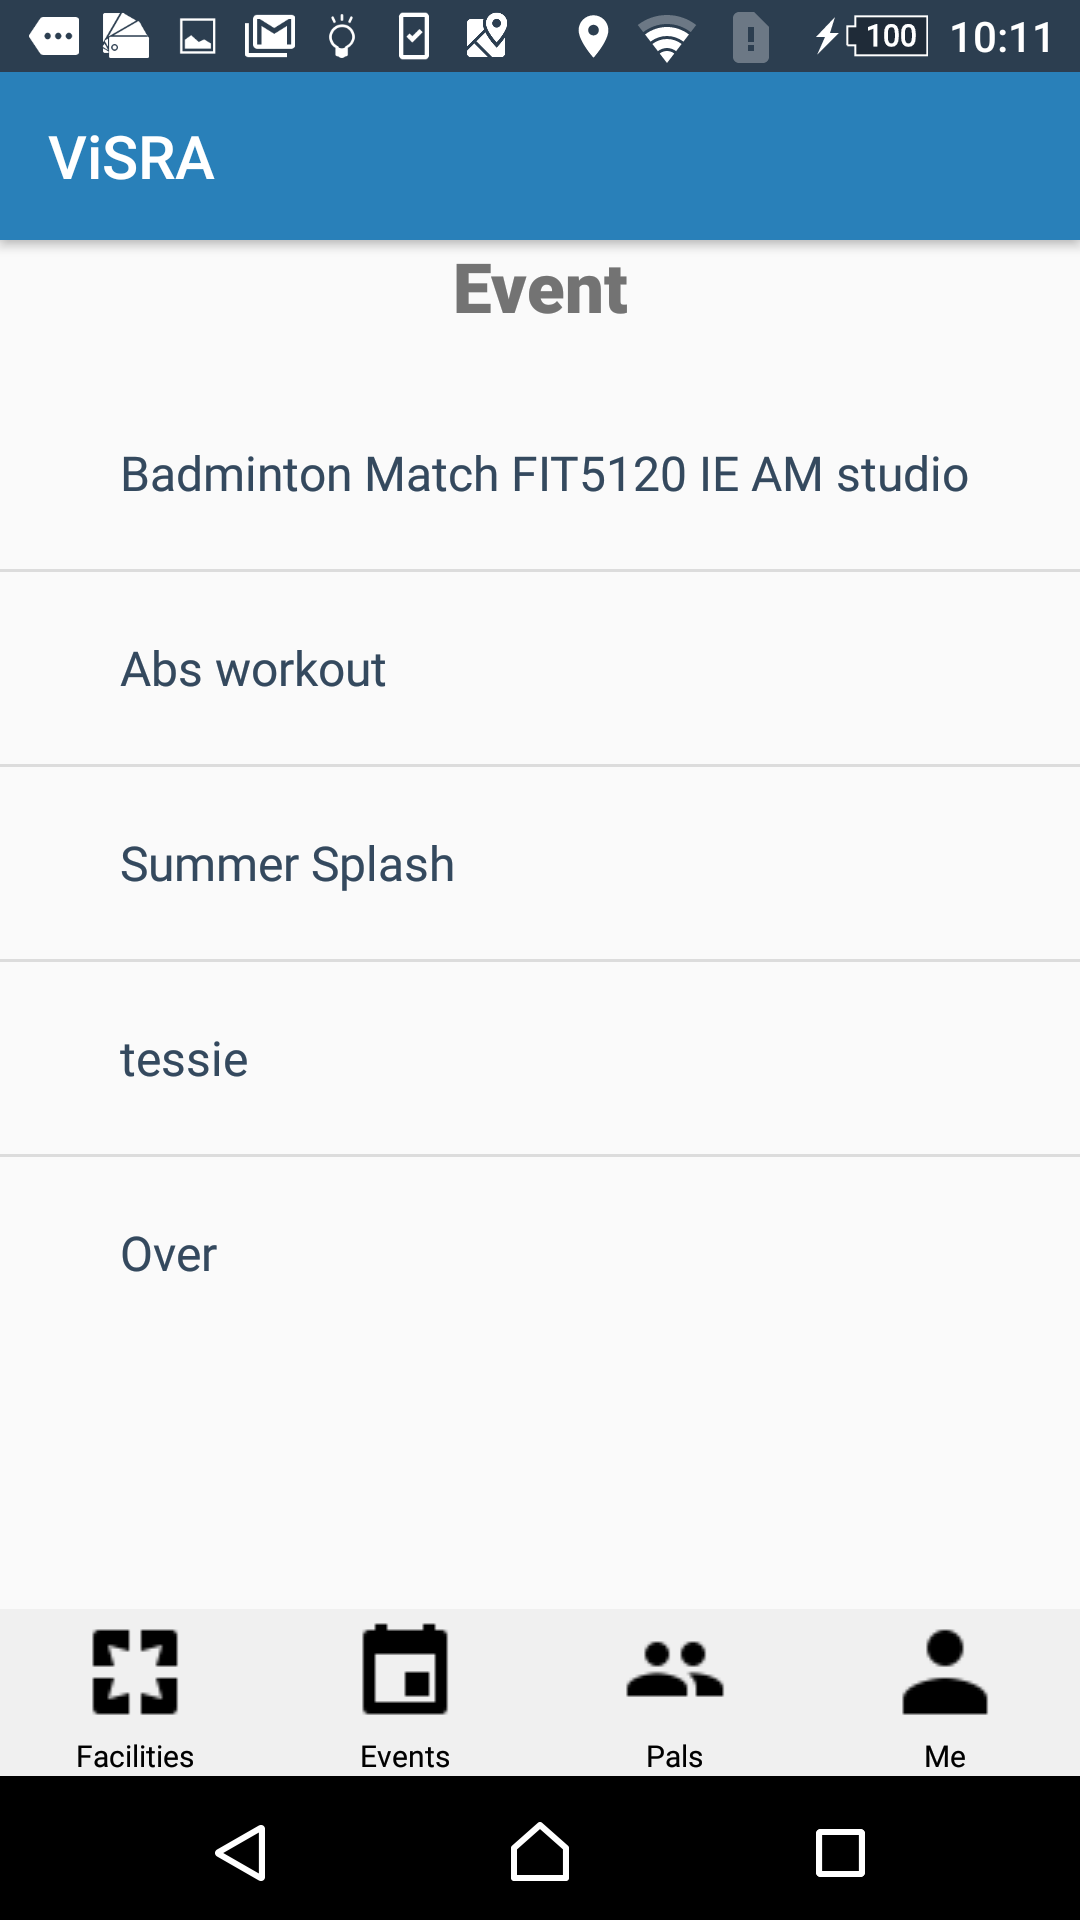 100 10:11
ViSRA
Event
Badminton Match FIT5120 IE AM studio
Abs workout
Summer Splash
tessie
Over
Facilities Events Pals Me